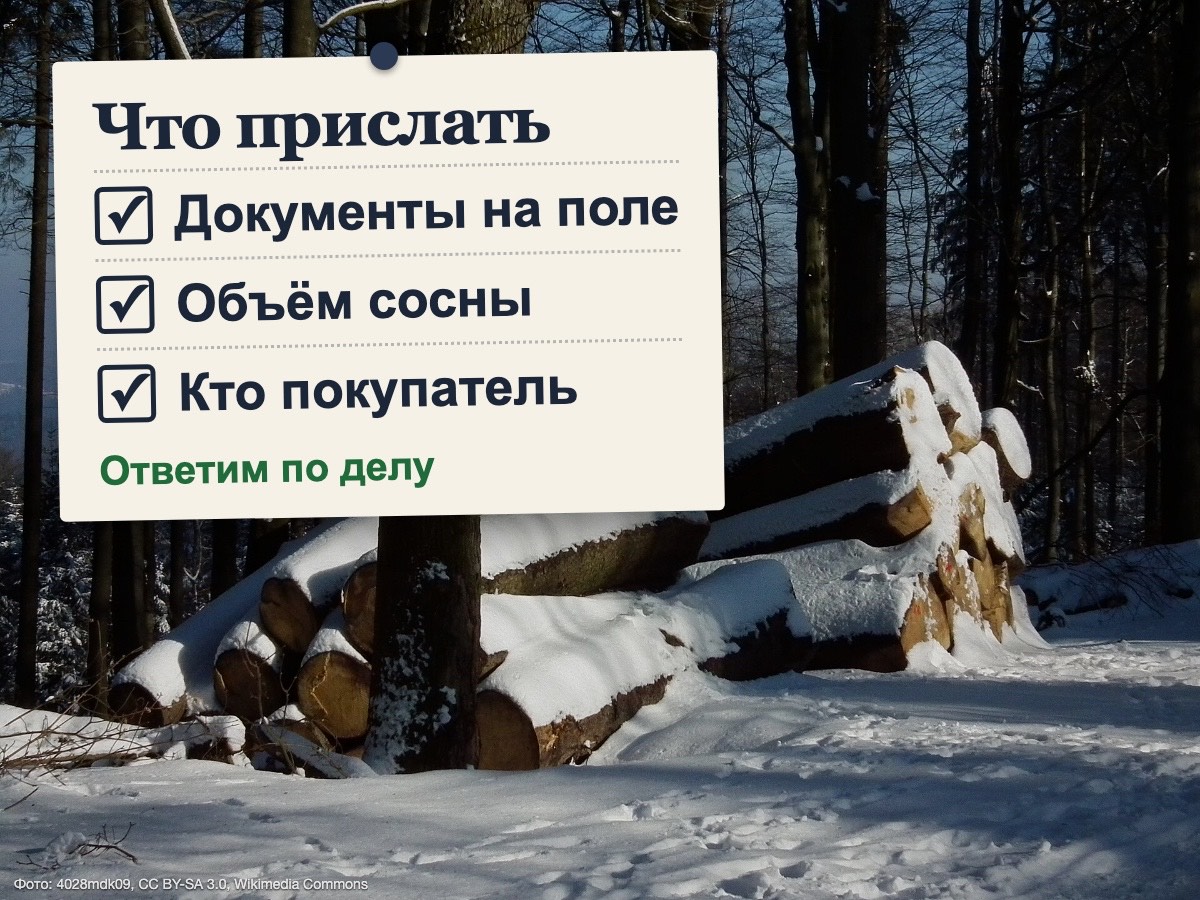 Что прислать
Документы на поле
Объём сосны
Кто покупатель
Ответим по делу
Фото: 4028mdk09, CC BY-SA 3.0, Wikimedia Commons